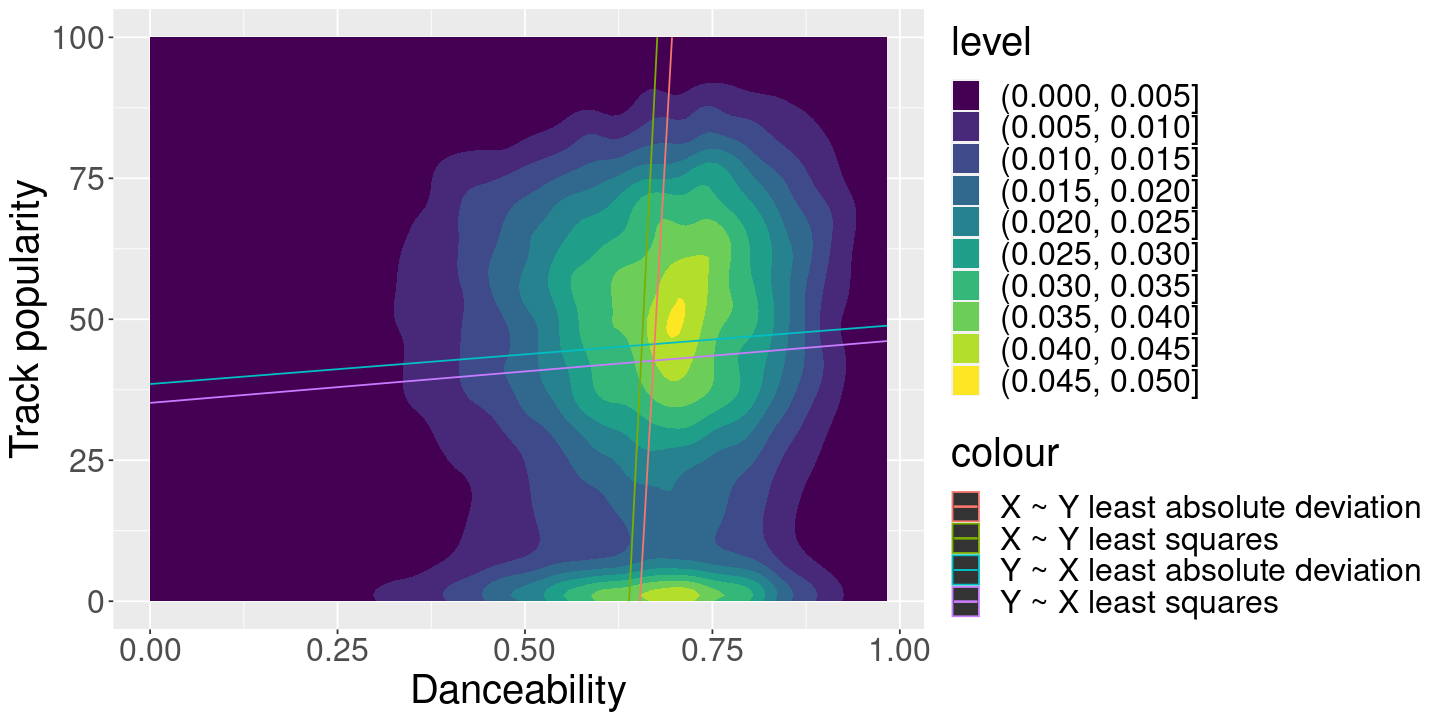 100
75
50
25
0
Track popularity
0.00 0.25 0.50 0.75 1.00
Danceability
level
(0.000, 0.005]
(0.005, 0.010]
(0.010, 0.015]
(0.015, 0.020]
(0.020, 0.025]
(0.025, 0.030]
(0.030, 0.035]
(0.035, 0.040]
(0.040, 0.045]
(0.045, 0.050]
colour
X ~ Y least absolute deviation
X ~ Y least squares
Y ~ X least absolute deviation
Y ~ X least squares